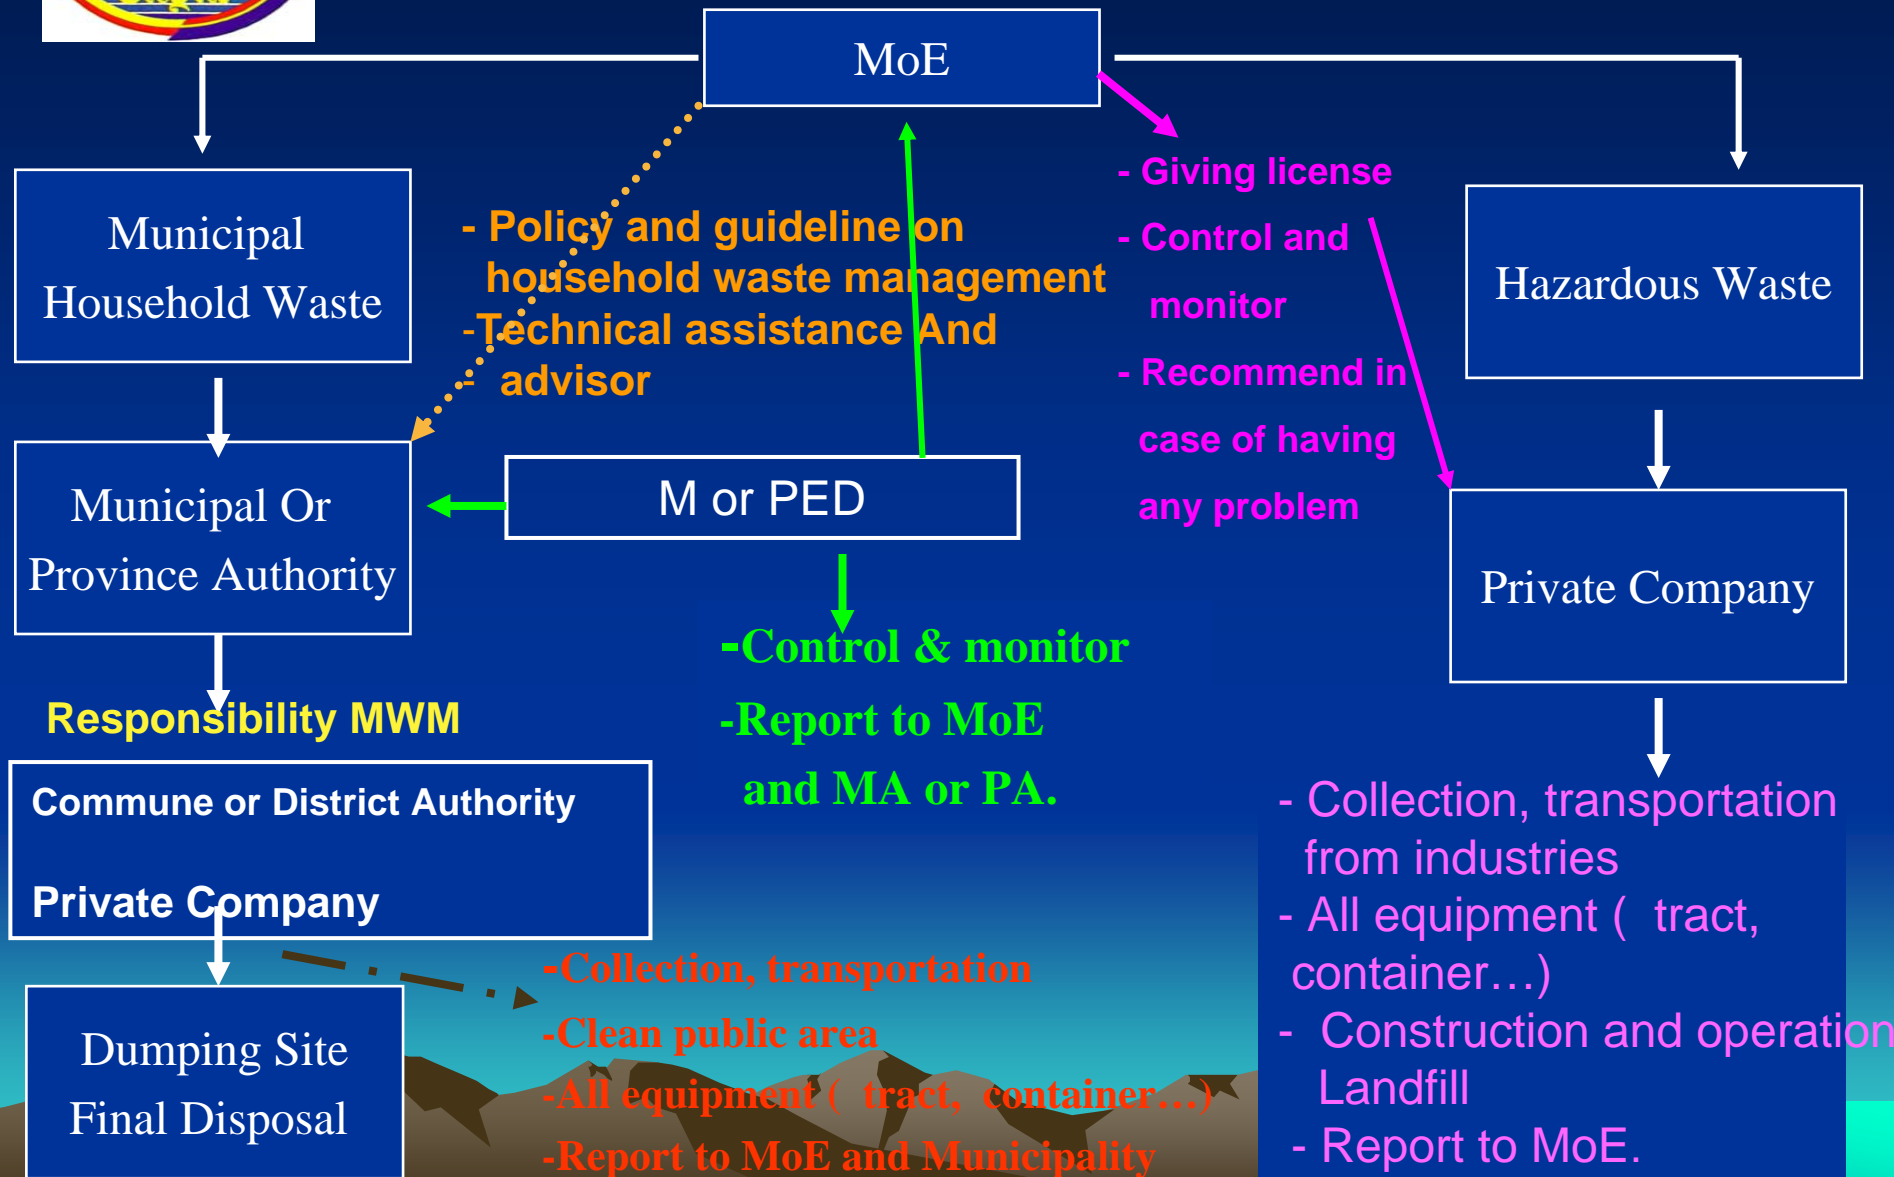 MoE
Municipal
Household Waste
- Policy and guideline on
household waste management
-Technical assistance And
- advisor
- Giving license
- Control and
monitor
- Recommend in
case of having
any problem
Hazardous Waste
Municipal Or
Province Authority
M or PED
Private Company
-Control & monitor
-Report to MoE
and MA or PA.
Responsibility MWM
Commune or District Authority
Private Company
Dumping Site
Final Disposal
-Collection, transportation
-Clean public area
-All equipment ( tract, container…)
-Report to MoE and Municipality
- Collection, transportation
from industries
- All equipment ( tract,
container…)
- Construction and operation
Landfill
- Report to MoE.